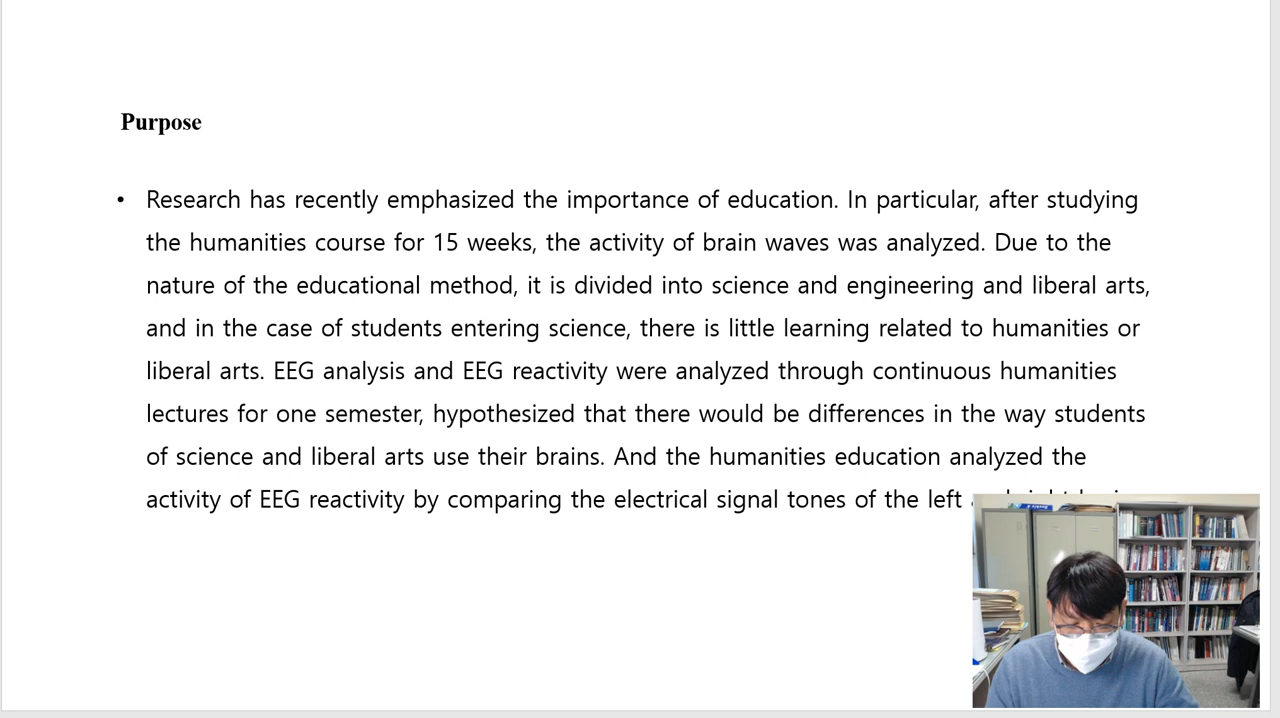 Purpose
• Research has recently emphasized the importance of education. In particular, after studying
the humanities course for 15 weeks, the activity of brain waves was analyzed. Due to the
nature of the educational method, it is divided into science and engineering and liberal arts,
and in the case of students entering science, there is little learning related to humanities or
liberal arts. EEG analysis and EEG reactivity were analyzed through continuous humanities
lectures for one semester, hypothesized that there would be differences in the way students
of science and liberal arts use their brains. And the humanities education analyzed the
activity of EEG reactivity by comparing the electrical signal tones of the left